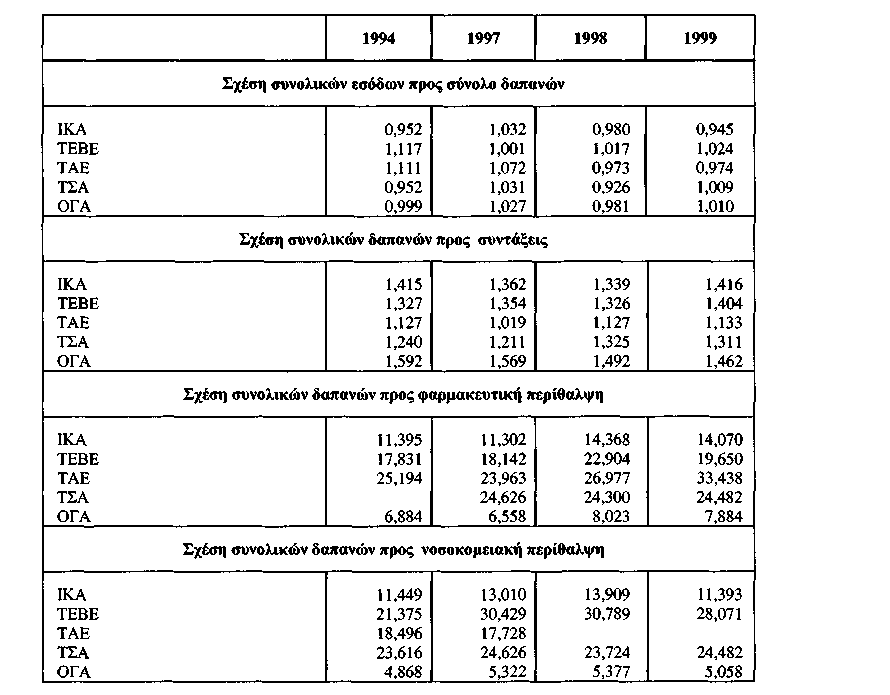 1994 1997 1998 1999
Σχέση συνολικών εσόδων προς σύνολο δαπανών
ΙΚΑ 0,952 1,032 0,980 0,945
ΤΕΒΕ 1,117 1,001 1,017 1,024
ΤΑΕ 1,111 1,072 0,973 0,974
ΤΣΑ 0,952 1,031 0,926 1,009
ΟΓΑ 0,999 1,027 0,981 1,010
Σχέση συνολικών δαπανών προς συντάξεις
ΙΚΑ 1,415 1,362 1,339 1,416
ΤΕΒΕ 1,327 1,354 1,326 1,404
ΤΑΕ 1,127 1,019 1,127 1,133
ΤΣΑ 1,240 1,211 1,325 1,311
ΟΓΑ 1,592 1,569 1,492 1,462
Σχέση συνολικών δαπανών προς φαρμακευτική περίθαλψη
ΙΚΑ 11,395 11,302 14,368 14,070
ΤΕΒΕ 17,831 18,142 22,904 19,650
ΤΑΕ 25,194 23,963 26,977 33,438
ΤΣΑ 24,626 24,300 24,482
ΟΓΑ 6,884 6,558 8,023 7,884
Σχέση συνολικών δαπανών προς νοσοκομειακή περίθαλψη
ΙΚΑ 11,449 13,010 13,909 11,393
ΤΕΒΕ 21,375 30,429 30,789 28,071
ΤΑΕ 18,496 17,728
ΤΣΑ 23,616 24,626 23,724 24,482
ΟΓΑ 4,868 5,322 5,377 5,058